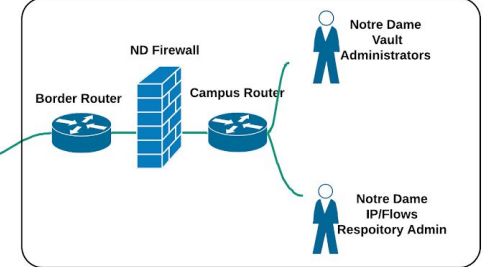 Notre Dame
Vault
Administrators
ND Firewall
Border Router
Campus Router
Notre Dame
IP/Flows
Respoitory Admin